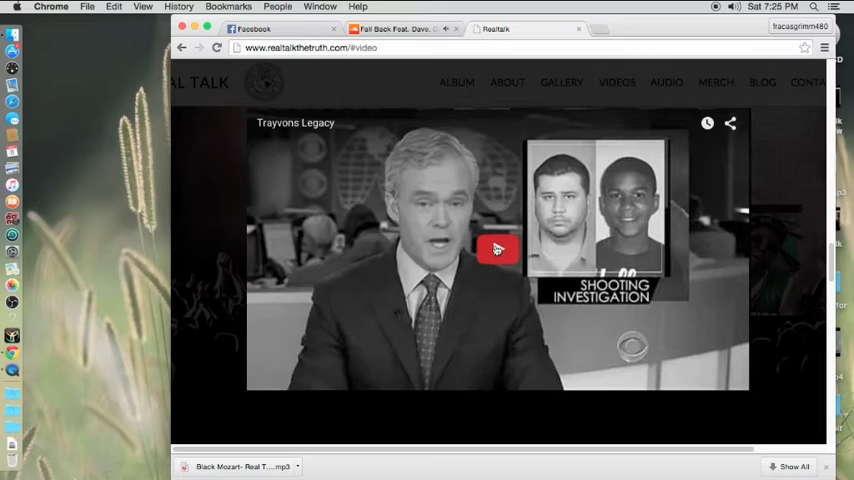 Chrome File Edit View History Bookmarks People Window Help
Sat 7:25 PM
Facebook
Fall Back Feat. Dave.
Realtalk
fracasgrimm480
www.realtalkthetruth.com/#video
AL TALK
ALBUM ABOUT GALLERY VIDEOS AUDIO MERCH BLOG CONTA
Trayvons Legacy
SHOOTING
INVESTIGATION
Black Mozart- Real T....mp3
Show All